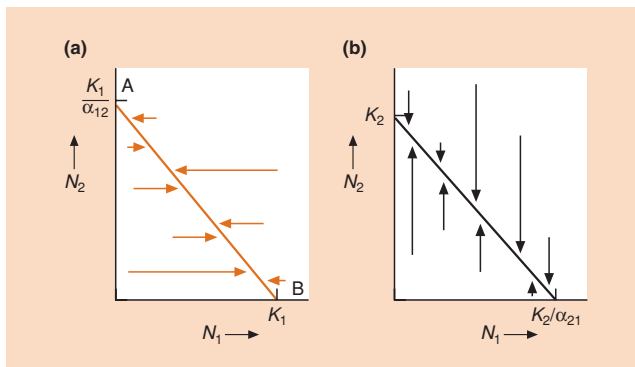 (a)
K₁
α₁₂
A
N₂
B
K₁
N₁
(b)
K₂
N₂
K₂/α₂₁
N₁